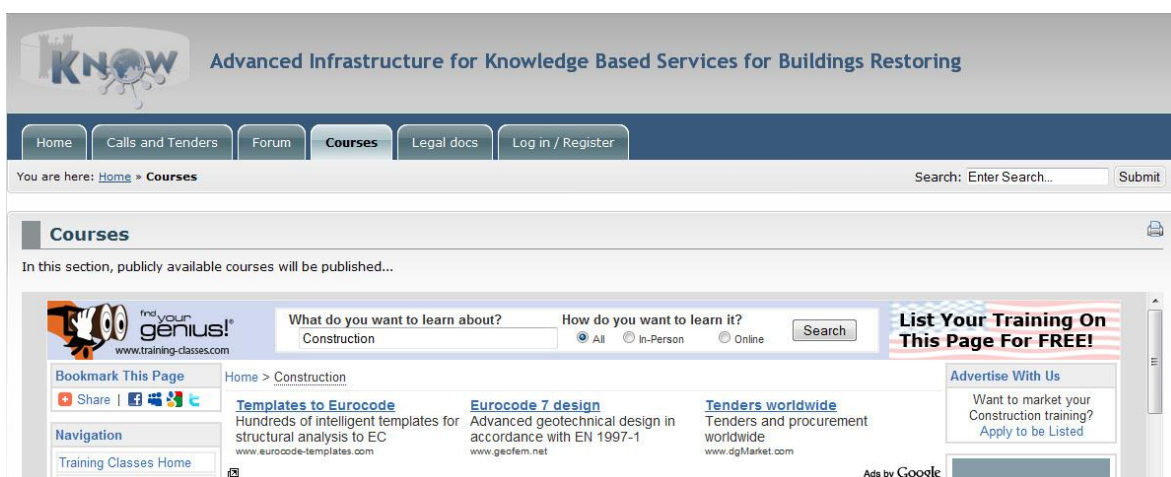 KNOW
Advanced Infrastructure for Knowledge Based Services for Buildings Restoring
Home
Calls and Tenders
Forum
Courses
Legal docs
Log in / Register
You are here: Home » Courses
Search: Enter Search...
Submit
Courses
In this section, publicly available courses will be published...
find your
genius!®
www.training-classes.com
What do you want to learn about?
Construction
How do you want to learn it?
All
In-Person
Online
Search
List Your Training On
This Page For FREE!
Bookmark This Page
Share |
Navigation
Training Classes Home
Home > Construction
Templates to Eurocode
Hundreds of intelligent templates for
structural analysis to EC
www.eurocode-templates.com
Eurocode 7 design
Advanced geotechnical design in
accordance with EN 1997-1
www.geofem.net
Tenders worldwide
Tenders and procurement
worldwide
www.dgMarket.com
Ads by Google
Advertise With Us
Want to market your
Construction training?
Apply to be Listed